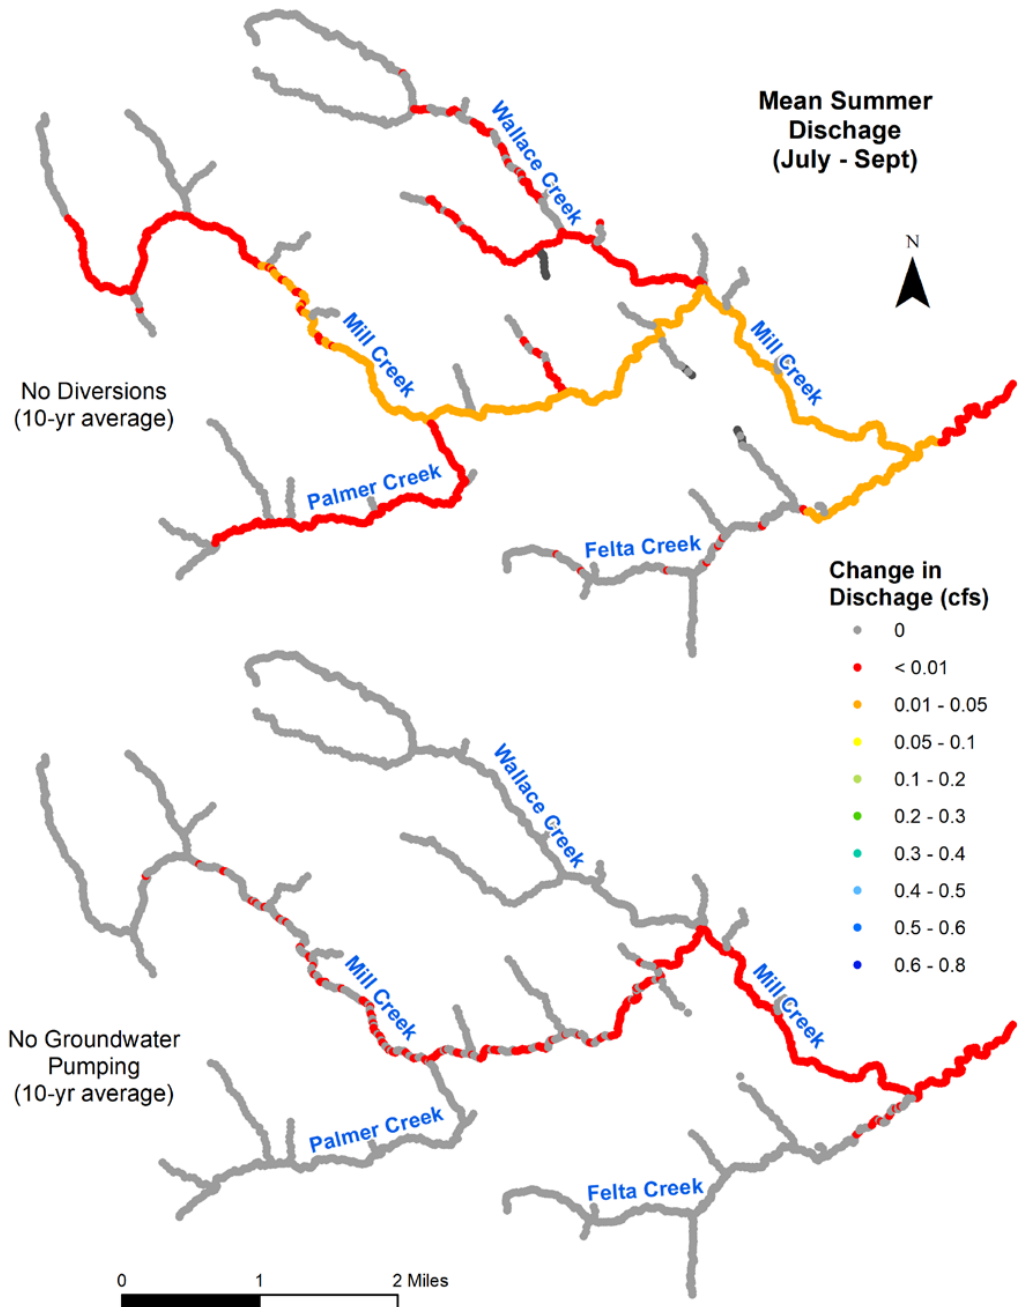 Mean Summer
Dischage
(July - Sept)
Wallace Creek
N
Mill Creek
Mill Creek
No Diversions
(10-yr average)
Palmer Creek
Felta Creek
Change in
Dischage (cfs)
0
< 0.01
0.01 - 0.05
0.05 - 0.1
0.1 - 0.2
0.2 - 0.3
0.3 - 0.4
0.4 - 0.5
0.5 - 0.6
0.6 - 0.8
Wallace Creek
Mill Creek
Mill Creek
No Groundwater
Pumping
(10-yr average)
Palmer Creek
Felta Creek
0 1 2 Miles